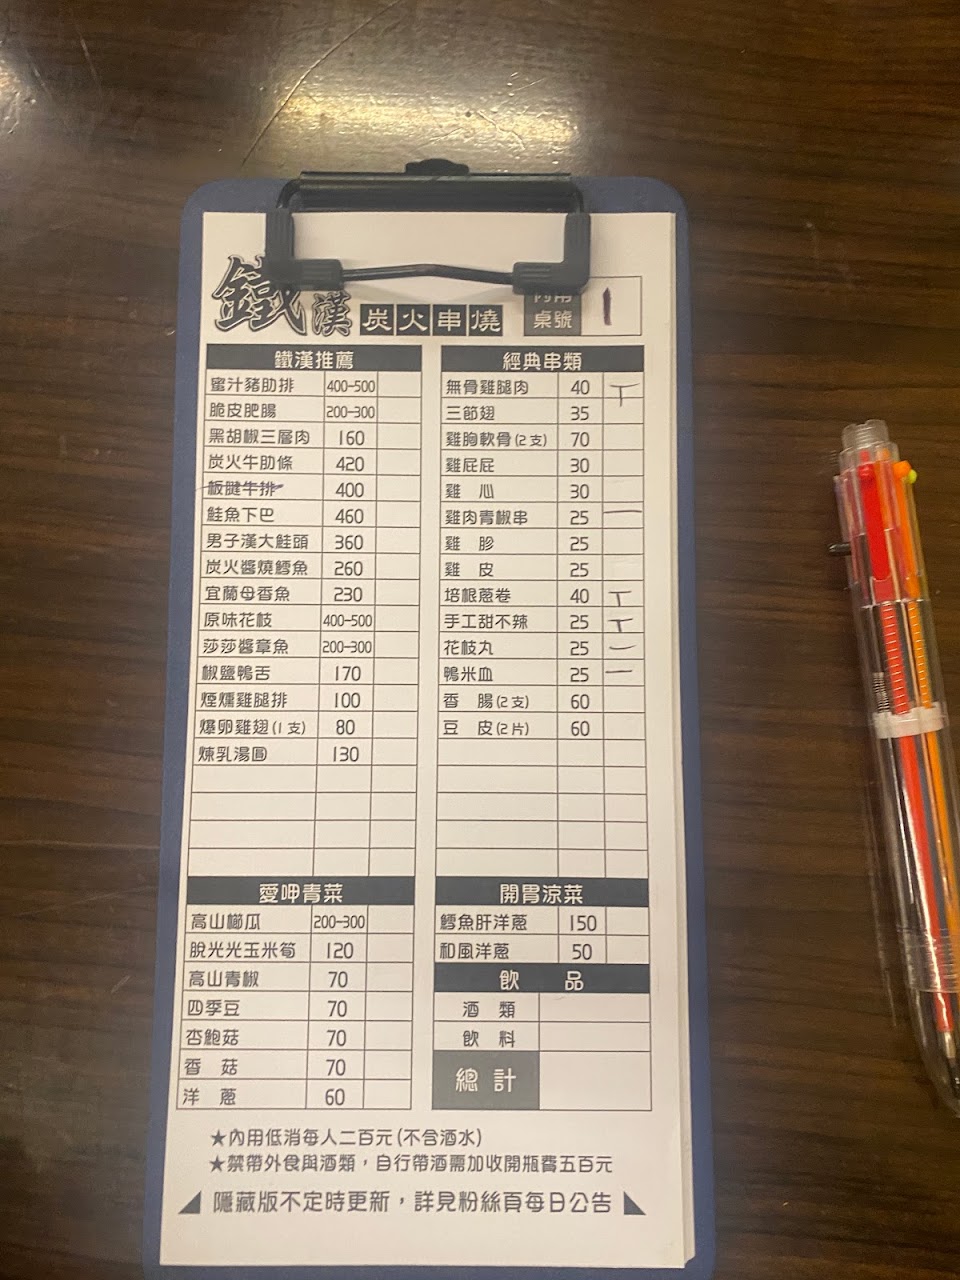 鐵漢炭火串燒
內用桌號 1
鐵漢推薦
蜜汁豬肋排 400-500
脆皮肥腸 200-300
黑胡椒三層肉 160
炭火牛肋條 420
板腱牛排 400
鮭魚下巴 460
男子漢大鮭頭 360
炭火醬燒鱈魚 260
宜蘭母香魚 230
原味花枝 400-500
莎莎醬章魚 200-300
椒鹽鴨舌 170
煙燻雞腿排 100
爆卵雞翅(1支) 80
煉乳湯圓 130
經典串類
無骨雞腿肉 40 T
三節翅 35
雞胸軟骨(2支) 70
雞屁屁 30
雞心 30
雞肉青椒串 25 一
雞胗 25
雞皮 25
培根蔥卷 40 T
手工甜不辣 25 T
花枝丸 25 一
鴨米血 25 一
香腸(2支) 60
豆皮(2片) 60
愛呷青菜
高山櫛瓜 200-300
脫光光玉米筍 120
高山青椒 70
四季豆 70
杏鮑菇 70
香菇 70
洋蔥 60
開胃涼菜
鱈魚肝洋蔥 150
和風洋蔥 50
飲品
酒類
飲料
總計
★內用低消每人二百元(不含酒水)
★禁帶外食與酒類，自行帶酒需加收開瓶費五百元
隱藏版不定時更新，詳見粉絲頁每日公告